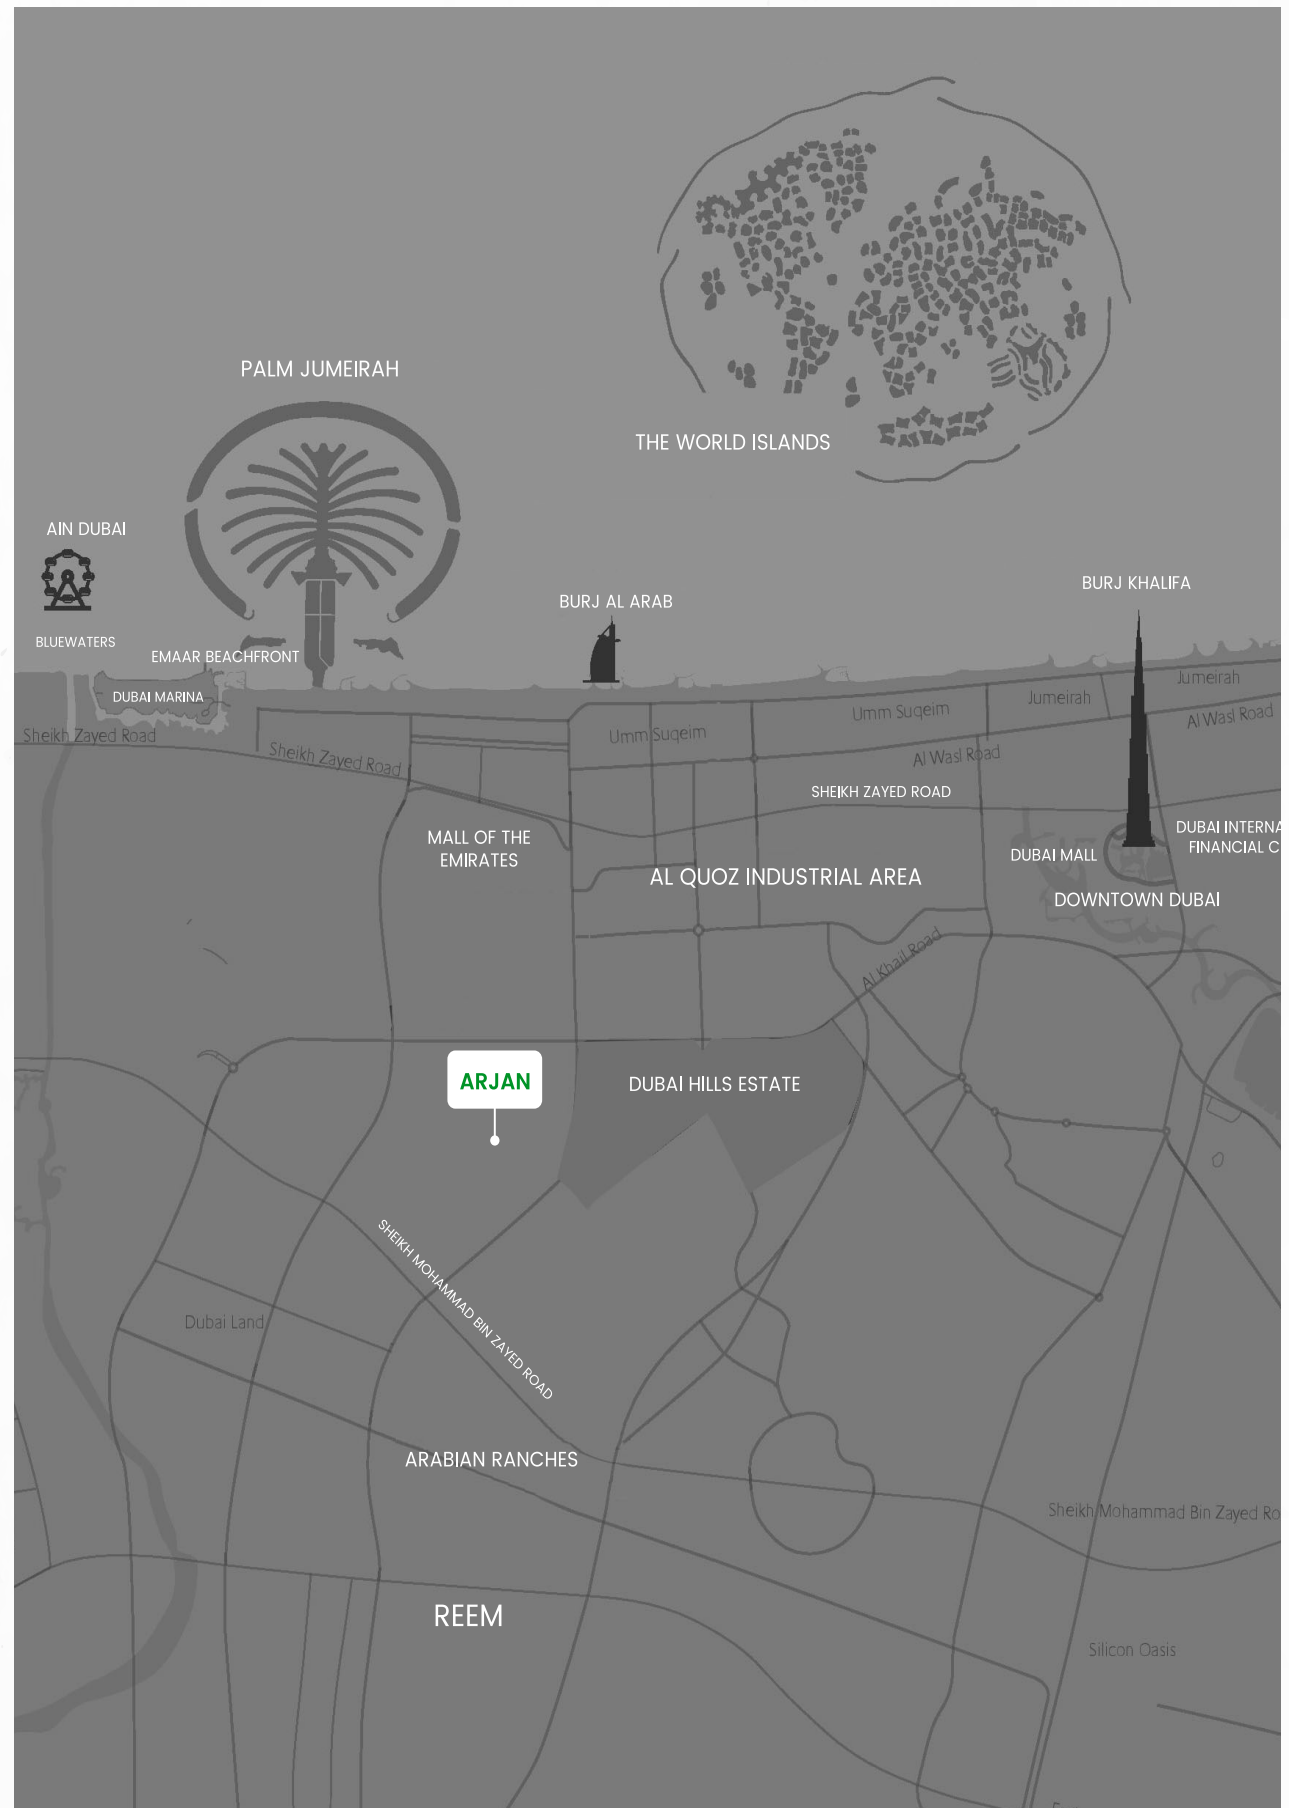 PALM JUMEIRAH
THE WORLD ISLANDS
AIN DUBAI
BURJ KHALIFA
BURJ AL ARAB
BLUEWATERS
EMAAR BEACHFRONT
DUBAI MARINA
Jumeirah
Jumeirah
Umm Suqeim
Al Wasl Road
Sheikh Zayed Road
Umm Suqeim
Sheikh Zayed Road
Al Wasl Road
SHEIKH ZAYED ROAD
MALL OF THE
EMIRATES
DUBAI INTERNA
FINANCIAL C
DUBAI MALL
AL QUOZ INDUSTRIAL AREA
DOWNTOWN DUBAI
Al Khail Road
ARJAN
DUBAI HILLS ESTATE
SHEIKH MOHAMMAD BIN ZAYED ROAD
Dubai Land
ARABIAN RANCHES
Sheikh Mohammad Bin Zayed Ro
REEM
Silicon Oasis